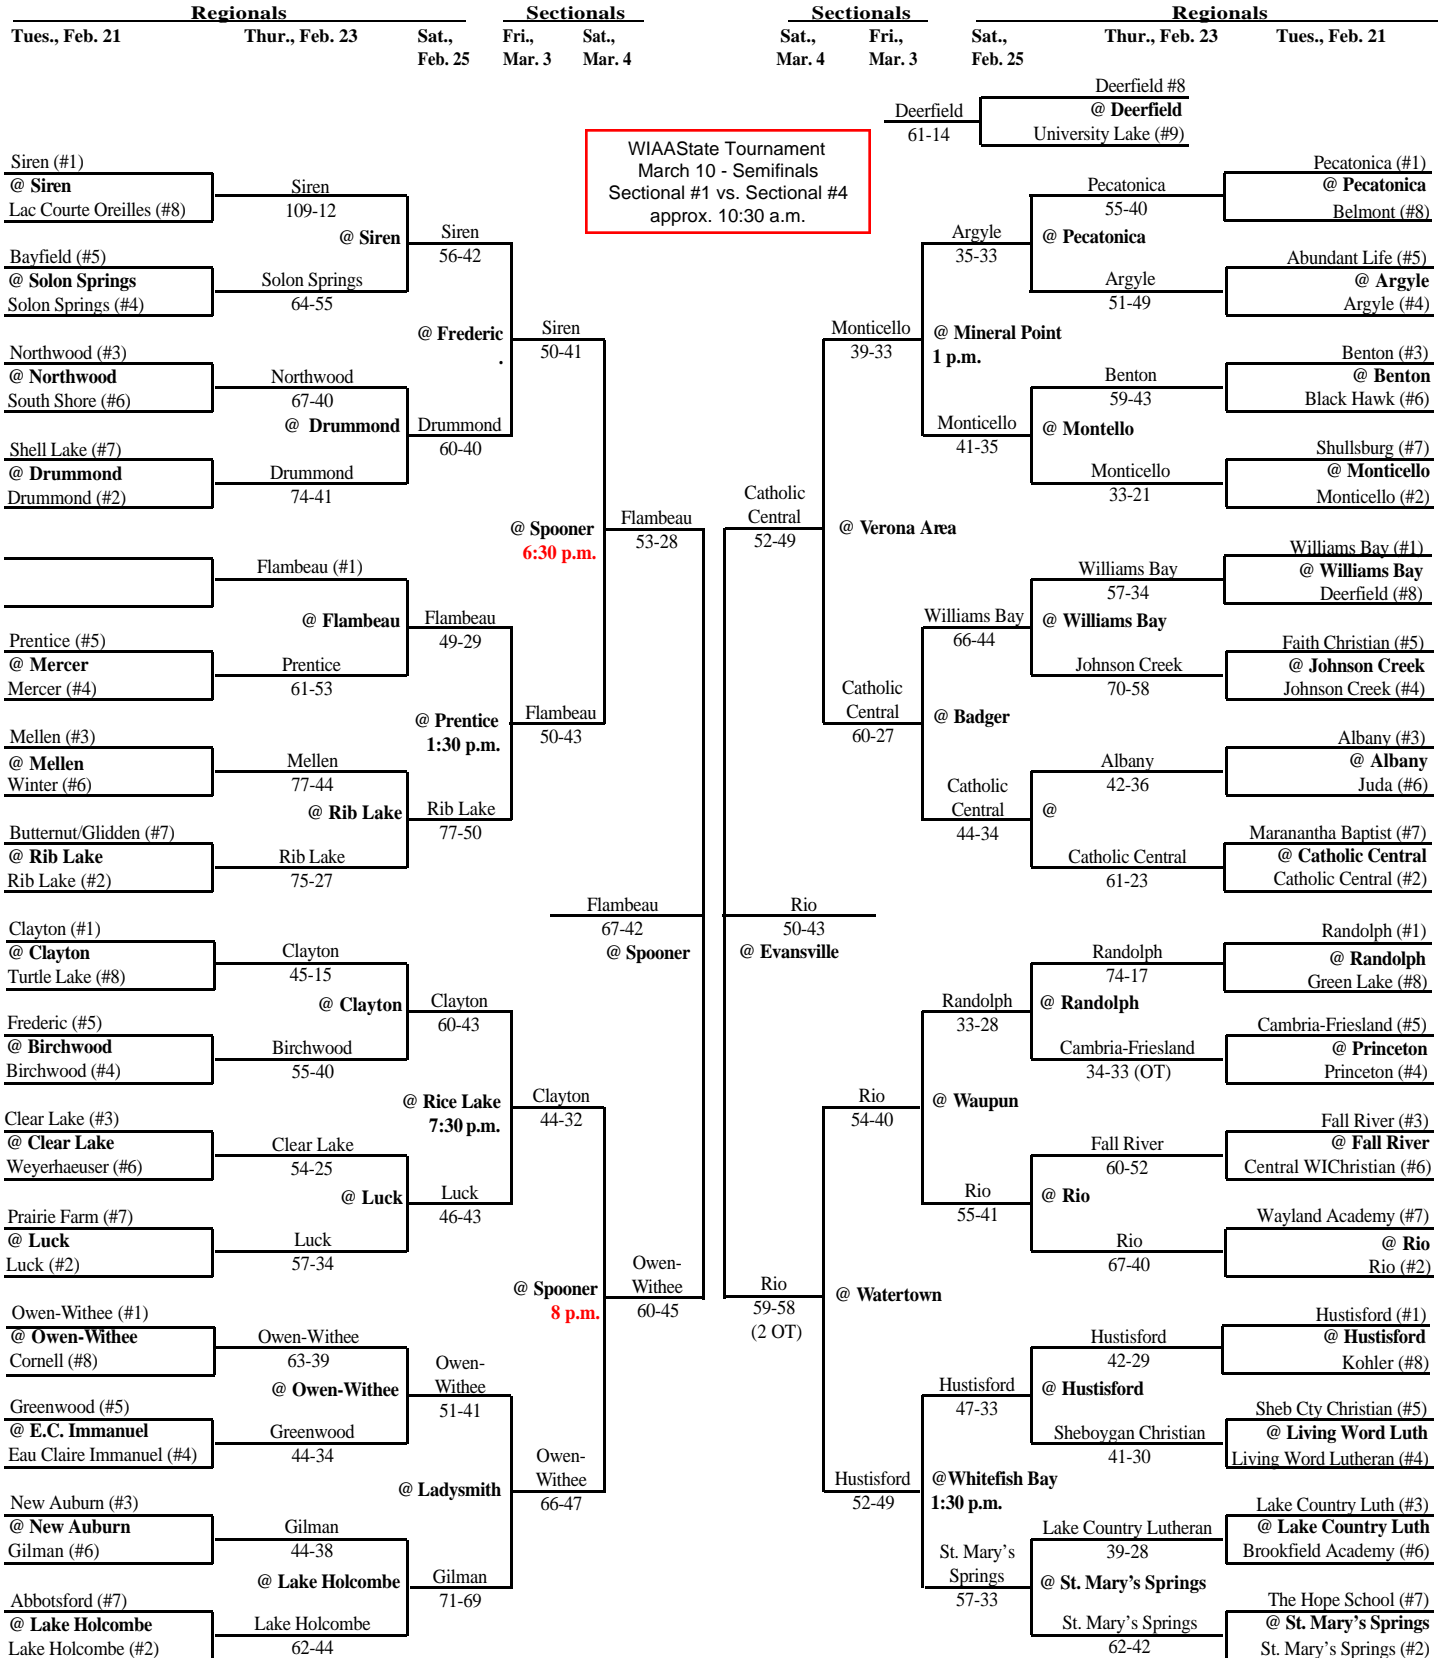 Regionals
Sectionals
Sectionals
Regionals
Tues., Feb. 21
Thur., Feb. 23
Sat.,
Feb. 25
Fri.,
Mar. 3
Sat.,
Mar. 4
Sat.,
Mar. 4
Fri.,
Mar. 3
Sat.,
Feb. 25
Thur., Feb. 23
Tues., Feb. 21
WIAAState Tournament
March 10 - Semifinals
Sectional #1 vs. Sectional #4
approx. 10:30 a.m.
Siren (#1)
@ Siren
Lac Courte Oreilles (#8)
Bayfield (#5)
@ Solon Springs
Solon Springs (#4)
Northwood (#3)
@ Northwood
South Shore (#6)
Shell Lake (#7)
@ Drummond
Drummond (#2)
Prentice (#5)
@ Mercer
Mercer (#4)
Mellen (#3)
@ Mellen
Winter (#6)
Butternut/Glidden (#7)
@ Rib Lake
Rib Lake (#2)
Clayton (#1)
@ Clayton
Turtle Lake (#8)
Frederic (#5)
@ Birchwood
Birchwood (#4)
Clear Lake (#3)
@ Clear Lake
Weyerhaeuser (#6)
Prairie Farm (#7)
@ Luck
Luck (#2)
Owen-Withee (#1)
@ Owen-Withee
Cornell (#8)
Greenwood (#5)
@ E.C. Immanuel
Eau Claire Immanuel (#4)
New Auburn (#3)
@ New Auburn
Gilman (#6)
Abbotsford (#7)
@ Lake Holcombe
Lake Holcombe (#2)
Siren
109-12
@ Siren
Solon Springs
64-55
Northwood
67-40
@ Drummond
Drummond
74-41
Flambeau (#1)
@ Flambeau
Prentice
61-53
Mellen
77-44
@ Rib Lake
Rib Lake
75-27
Clayton
45-15
@ Clayton
Birchwood
55-40
Clear Lake
54-25
@ Luck
Luck
57-34
Owen-Withee
63-39
@ Owen-Withee
Greenwood
44-34
Gilman
44-38
@ Lake Holcombe
Lake Holcombe
62-44
Siren
56-42
@ Frederic
.
Drummond
60-40
Flambeau
49-29
@ Prentice
1:30 p.m.
Rib Lake
77-50
Clayton
60-43
@ Rice Lake
7:30 p.m.
Luck
46-43
Owen-
Withee
51-41
@ Ladysmith
Gilman
71-69
Siren
50-41
@ Spooner
6:30 p.m.
Flambeau
50-43
Clayton
44-32
@ Spooner
8 p.m.
Owen-
Withee
66-47
Flambeau
53-28
Flambeau
67-42
@ Spooner
Owen-
Withee
60-45
Catholic
Central
52-49
Rio
50-43
@ Evansville
Rio
59-58
(2 OT)
Monticello
39-33
@ Verona Area
Catholic
Central
60-27
Rio
54-40
@ Watertown
Hustisford
52-49
Deerfield
61-14
Argyle
35-33
@ Mineral Point
1 p.m.
Monticello
41-35
Williams Bay
66-44
@ Badger
Catholic
Central
44-34
Randolph
33-28
@ Waupun
Rio
55-41
Hustisford
47-33
@Whitefish Bay
1:30 p.m.
St. Mary's
Springs
57-33
Deerfield #8
@ Deerfield
University Lake (#9)
Pecatonica
55-40
@ Pecatonica
Argyle
51-49
Benton
59-43
@ Montello
Monticello
33-21
Williams Bay
57-34
@ Williams Bay
Johnson Creek
70-58
Albany
42-36
@
Catholic Central
61-23
Randolph
74-17
@ Randolph
Cambria-Friesland
34-33 (OT)
Fall River
60-52
@ Rio
Rio
67-40
Hustisford
42-29
@ Hustisford
Sheboygan Christian
41-30
Lake Country Lutheran
39-28
@ St. Mary's Springs
St. Mary's Springs
62-42
Pecatonica (#1)
@ Pecatonica
Belmont (#8)
Abundant Life (#5)
@ Argyle
Argyle (#4)
Benton (#3)
@ Benton
Black Hawk (#6)
Shullsburg (#7)
@ Monticello
Monticello (#2)
Williams Bay (#1)
@ Williams Bay
Deerfield (#8)
Faith Christian (#5)
@ Johnson Creek
Johnson Creek (#4)
Albany (#3)
@ Albany
Juda (#6)
Maranantha Baptist (#7)
@ Catholic Central
Catholic Central (#2)
Randolph (#1)
@ Randolph
Green Lake (#8)
Cambria-Friesland (#5)
@ Princeton
Princeton (#4)
Fall River (#3)
@ Fall River
Central WIChristian (#6)
Wayland Academy (#7)
@ Rio
Rio (#2)
Hustisford (#1)
@ Hustisford
Kohler (#8)
Sheb Cty Christian (#5)
@ Living Word Luth
Living Word Lutheran (#4)
Lake Country Luth (#3)
@ Lake Country Luth
Brookfield Academy (#6)
The Hope School (#7)
@ St. Mary's Springs
St. Mary's Springs (#2)